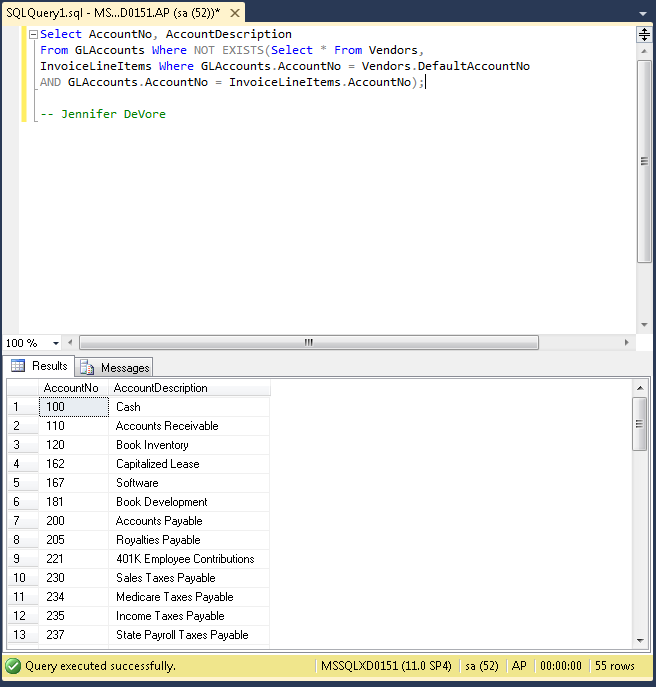 SQLQuery1.sql - MS...D0151.AP (sa (52))*
Select AccountNo, AccountDescription
From GLAccounts Where NOT EXISTS(Select * From Vendors,
InvoiceLineItems Where GLAccounts.AccountNo = Vendors.DefaultAccountNo
AND GLAccounts.AccountNo = InvoiceLineItems.AccountNo);
-- Jennifer DeVore
100 %
Results Messages
AccountNo AccountDescription
1 100 Cash
2 110 Accounts Receivable
3 120 Book Inventory
4 162 Capitalized Lease
5 167 Software
6 181 Book Development
7 200 Accounts Payable
8 205 Royalties Payable
9 221 401K Employee Contributions
10 230 Sales Taxes Payable
11 234 Medicare Taxes Payable
12 235 Income Taxes Payable
13 237 State Payroll Taxes Payable
Query executed successfully. MSSQLXD0151 (11.0 SP4) sa (52) AP 00:00:00 55 rows